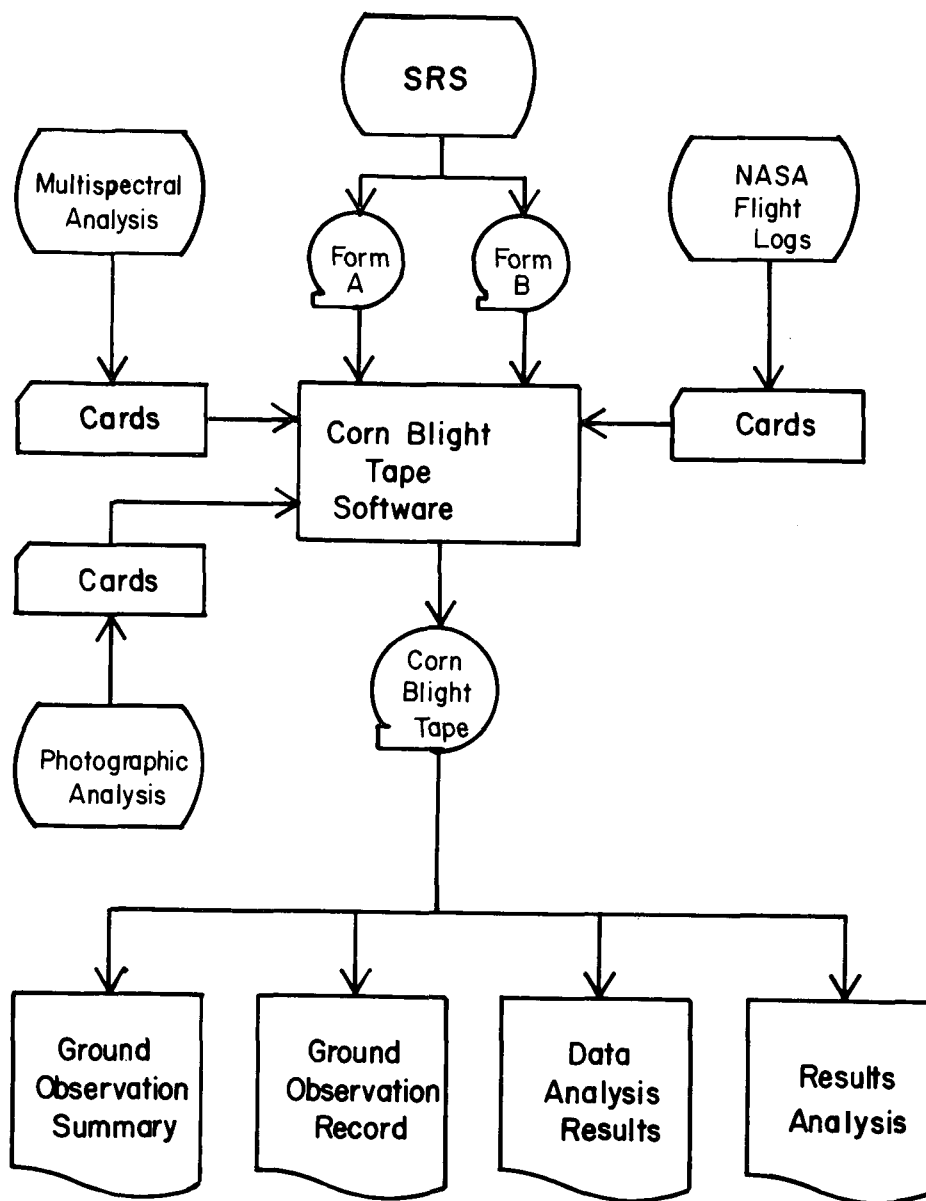 SRS
Multispectral
Analysis
NASA
Flight
Logs
Form
A
Form
B
Cards
Corn Blight
Tape
Software
Cards
Cards
Corn
Blight
Tape
Photographic
Analysis
Ground
Observation
Summary
Ground
Observation
Record
Data
Analysis
Results
Results
Analysis